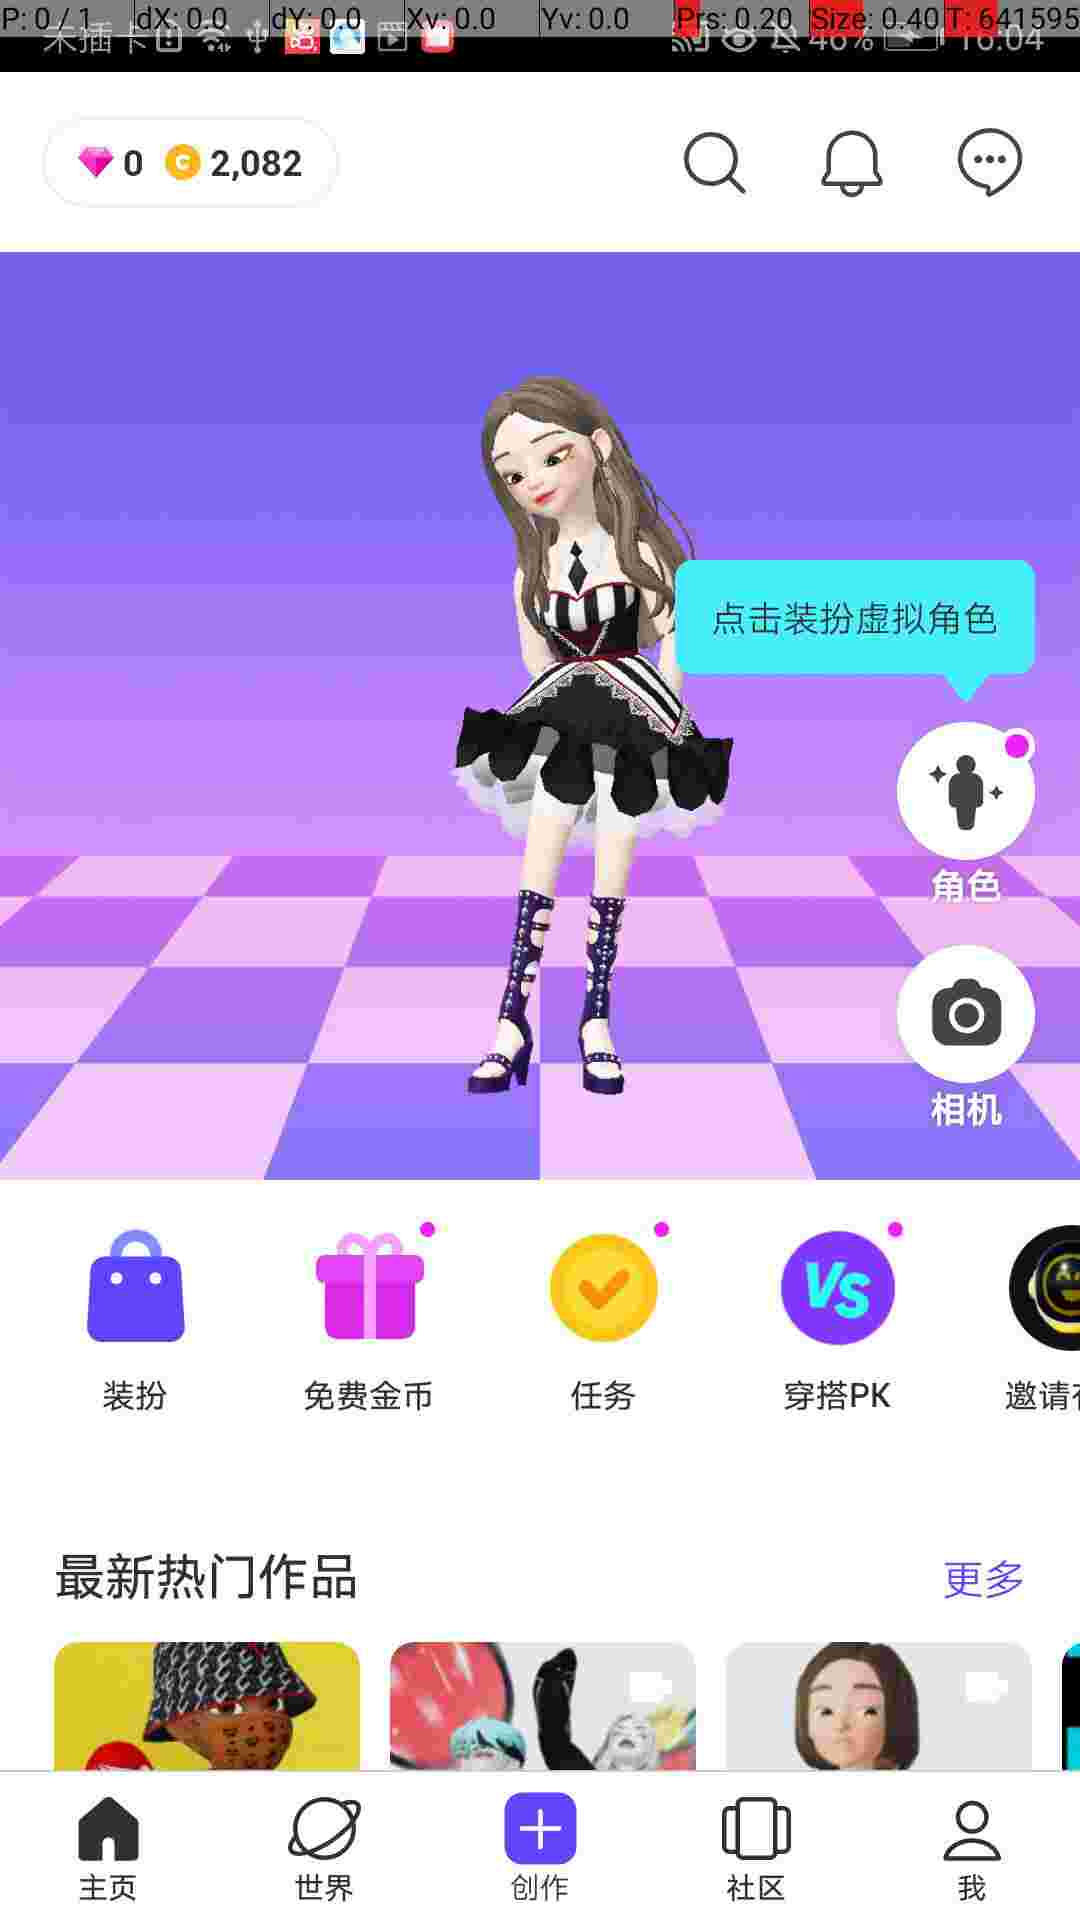 P: 0 / 1 dX: 0.0 dY: 0.0 Xv: 0.0 Yv: 0.0 Prs: 0.20 Size: 0.40 T: 641595
未插卡 46% 16:04
0 2,082
点击装扮虚拟角色
角色
相机
VS
装扮 免费金币 任务 穿搭PK 邀请
最新热门作品 更多
主页 世界 创作 社区 我